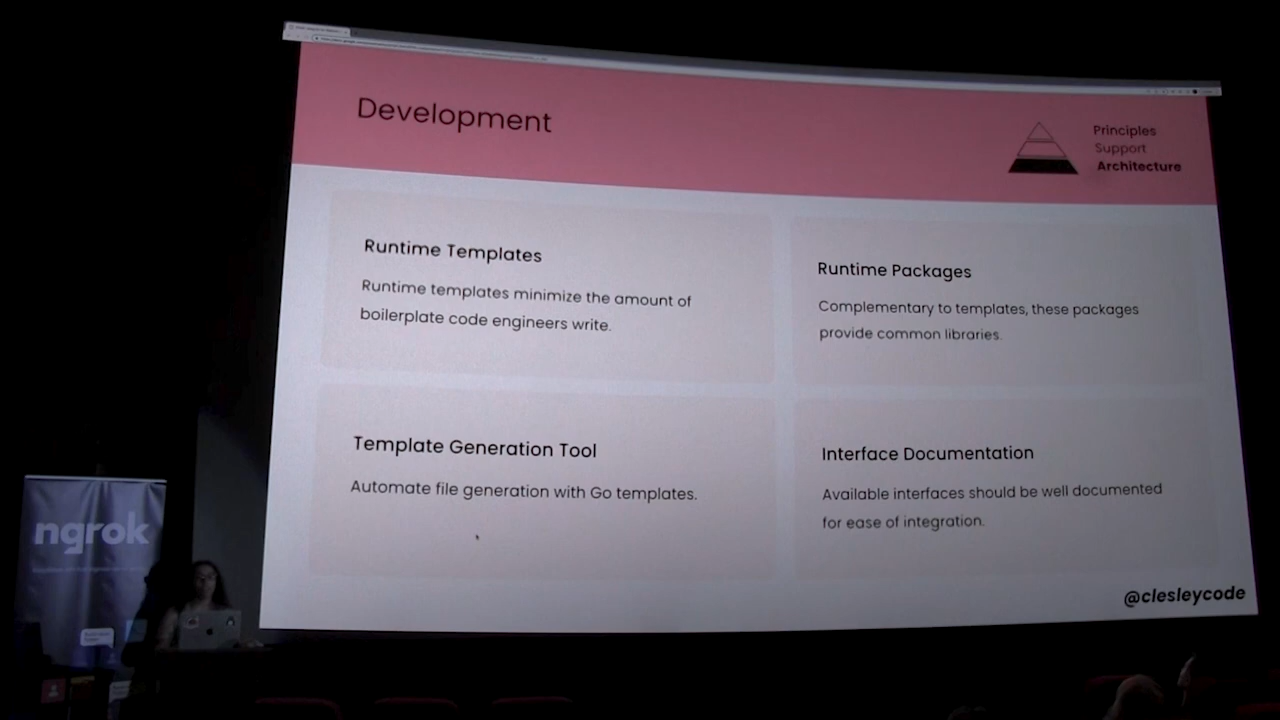 Development
Principles
Support
Architecture
Runtime Templates
Runtime templates minimize the amount of
boilerplate code engineers write.
Runtime Packages
Complementary to templates, these packages
provide common libraries.
Template Generation Tool
Automate file generation with Go templates.
Interface Documentation
Available interfaces should be well documented
for ease of integration.
@clesleycode
ngrok